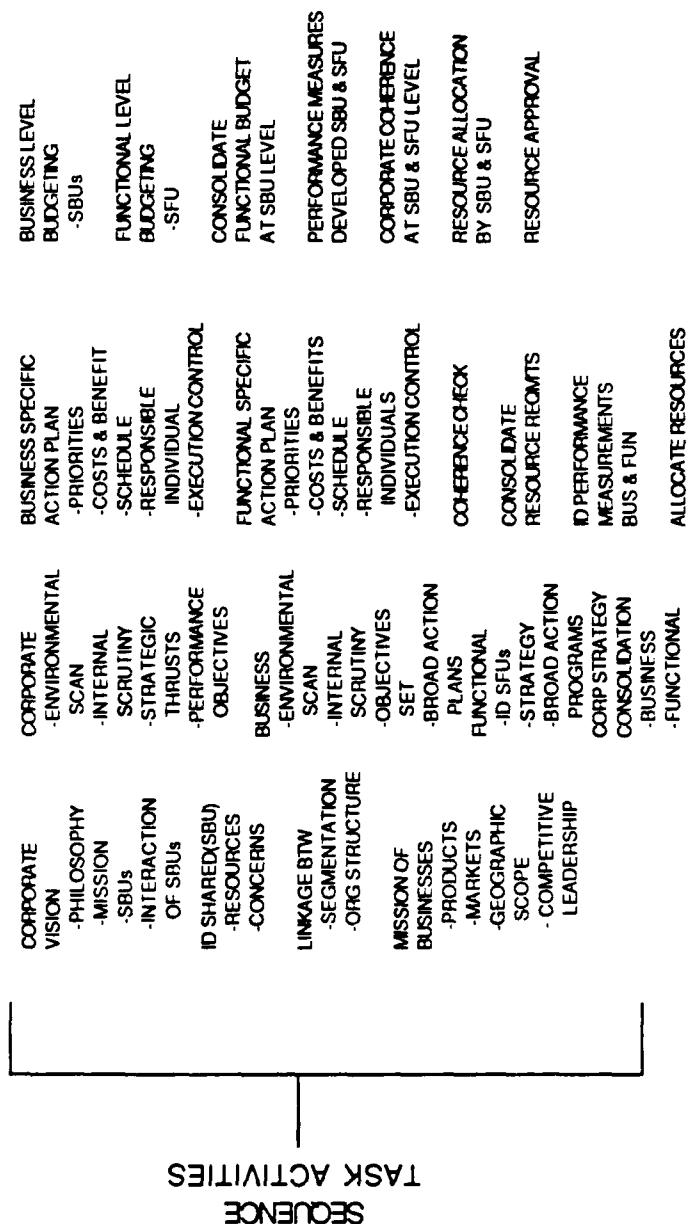 SEQUENCE
TASK ACTIVITIES
CORPORATE
VISION
-PHILOSOPHY
-MISSION
-SBUs
-INTERACTION
OF SBUs
ID SHARED(SBU)
-RESOURCES
-CONCERNS
LINKAGE BTW
-SEGMENTATION
-ORG STRUCTURE
MISSION OF
BUSINESSES
-PRODUCTS
-MARKETS
-GEOGRAPHIC
SCOPE
- COMPETITIVE
LEADERSHIP
CORPORATE
-ENVIRONMENTAL
SCAN
-INTERNAL
SCRUTINY
-STRATEGIC
THRUSTS
-PERFORMANCE
OBJECTIVES
BUSINESS
-ENVIRONMENTAL
SCAN
-INTERNAL
SCRUTINY
-OBJECTIVES
SET
-BROAD ACTION
PLANS
FUNCTIONAL
-ID SFUs
-STRATEGY
-BROAD ACTION
PROGRAMS
CORP STRATEGY
CONSOLIDATION
-BUSINESS
-FUNCTIONAL
BUSINESS SPECIFIC
ACTION PLAN
-PRIORITIES
-COSTS & BENEFIT
-SCHEDULE
-RESPONSIBLE
INDIVIDUAL
-EXECUTION CONTROL
FUNCTIONAL SPECIFIC
ACTION PLAN
-PRIORITIES
-COSTS & BENEFITS
-SCHEDULE
-RESPONSIBLE
INDIVIDUALS
-EXECUTION CONTROL
COHERENCE CHECK
CONSOLIDATE
RESOURCE REQMTS
ID PERFORMANCE
MEASUREMENTS
BUS & FUN
ALLOCATE RESOURCES
BUSINESS LEVEL
BUDGETING
-SBUs
FUNCTIONAL LEVEL
BUDGETING
-SFU
CONSOLIDATE
FUNCTIONAL BUDGET
AT SBU LEVEL
PERFORMANCE MEASURES
DEVELOPED SBU & SFU
CORPORATE COHERENCE
AT SBU & SFU LEVEL
RESOURCE ALLOCATION
BY SBU & SFU
RESOURCE APPROVAL